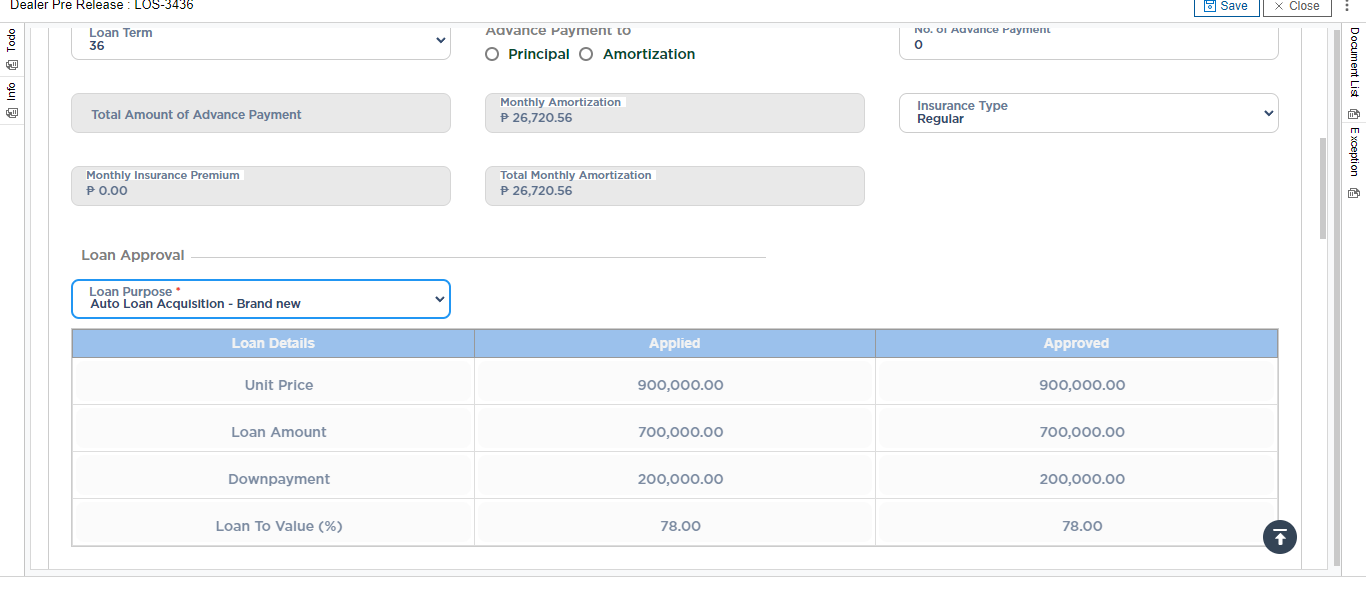 Dealer Pre Release : LOS-3436
Save
Close
Todo
Info
Document List
Exception
Loan Term
36
Advance Payment to
Principal
Amortization
No. of Advance Payment
0
Total Amount of Advance Payment
Monthly Amortization
₱ 26,720.56
Insurance Type
Regular
Monthly Insurance Premium
₱ 0.00
Total Monthly Amortization
₱ 26,720.56
Loan Approval
Loan Purpose *
Auto Loan Acquisition - Brand new
Loan Details Applied Approved
Unit Price 900,000.00 900,000.00
Loan Amount 700,000.00 700,000.00
Downpayment 200,000.00 200,000.00
Loan To Value (%) 78.00 78.00